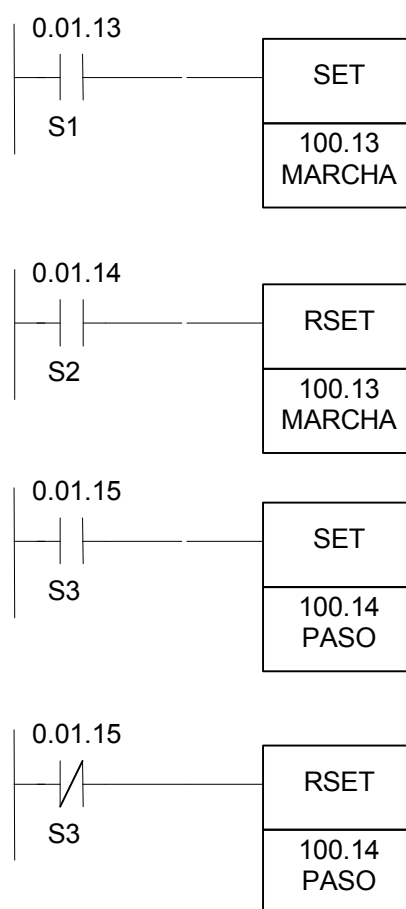 0.01.13
S1
SET
100.13
MARCHA
0.01.14
S2
RSET
100.13
MARCHA
0.01.15
S3
SET
100.14
PASO
0.01.15
S3
RSET
100.14
PASO